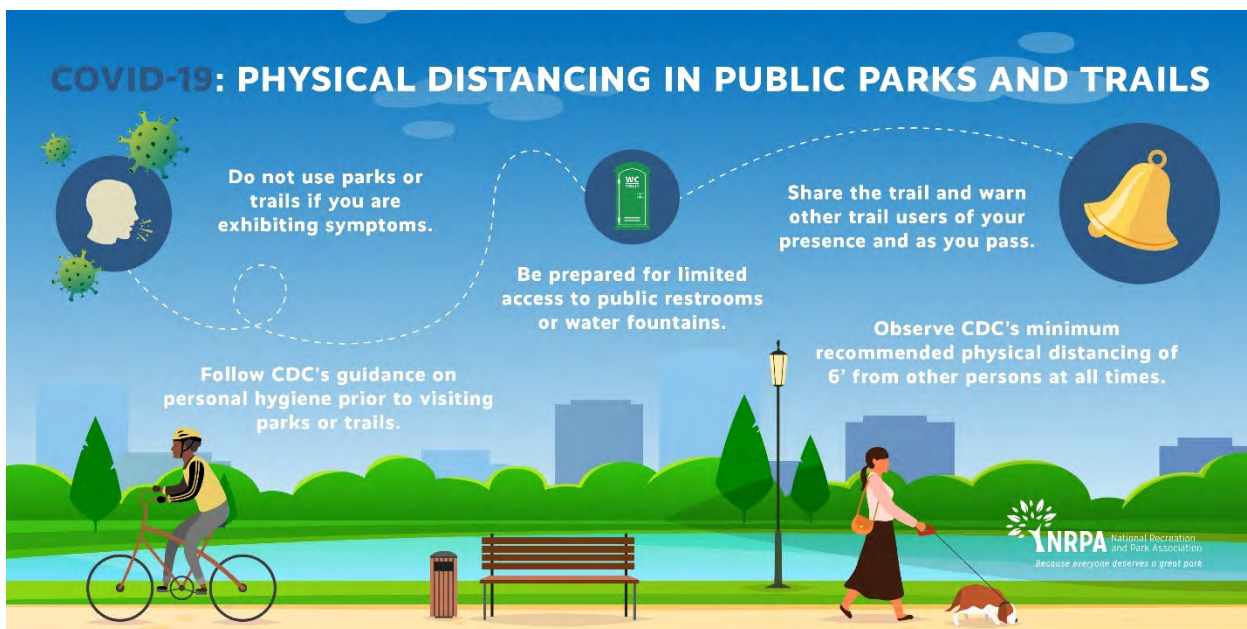 COVID-19: PHYSICAL DISTANCING IN PUBLIC PARKS AND TRAILS
Do not use parks or
trails if you are
exhibiting symptoms.
Follow CDC's guidance on
personal hygiene prior to visiting
parks or trails.
WC
TOILET
Be prepared for limited
access to public restrooms
or water fountains.
Share the trail and warn
other trail users of your
presence and as you pass.
Observe CDC's minimum
recommended physical distancing of
6' from other persons at all times.
NRPA
National Recreation
and Park Association
Because everyone deserves a great park